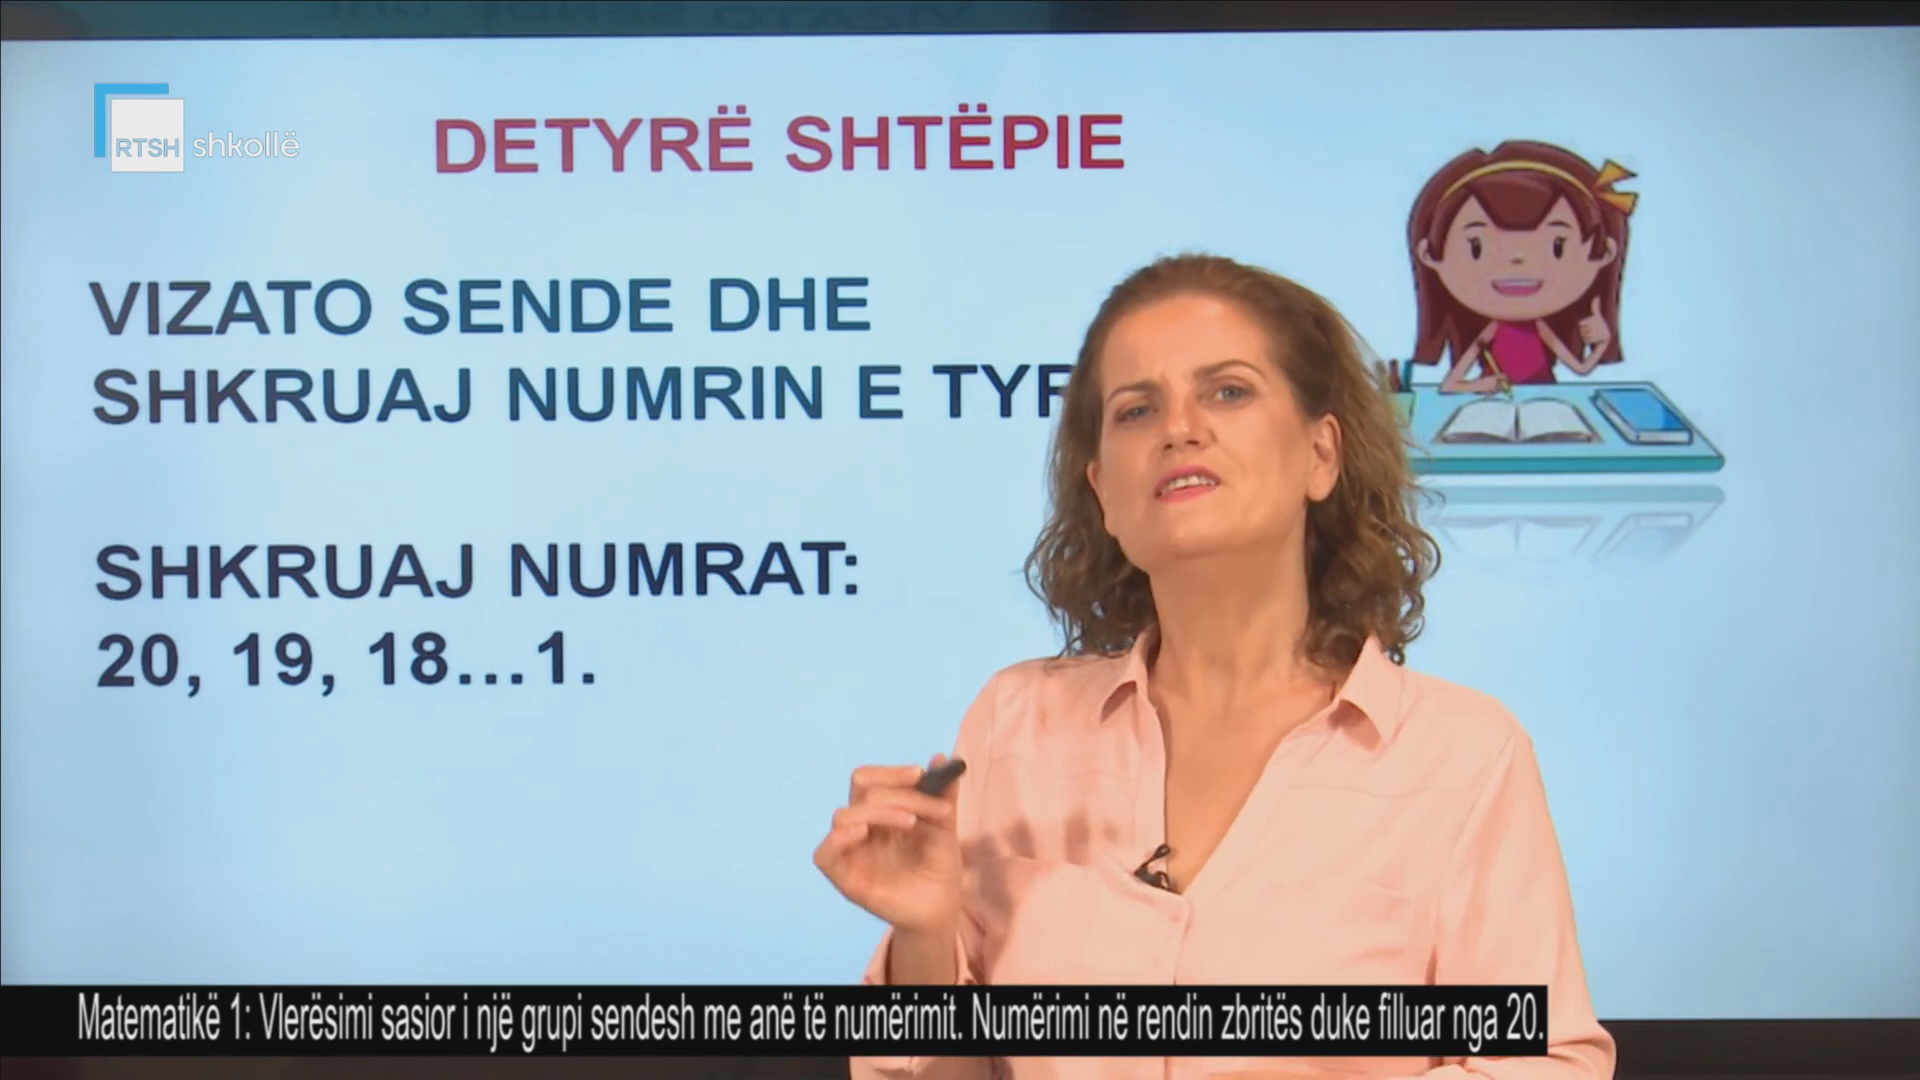 RTSH shkollë
DETYRË SHTËPIE
VIZATO SENDE DHE
SHKRUAJ NUMRIN E
SHKRUAJ NUMRAT:
20, 19, 18...1.
Matematikë 1: Vlerësimi sasior i një grupi sendesh me anë të numërimit. Numërimi në rendin zbritës duke filluar nga 20.